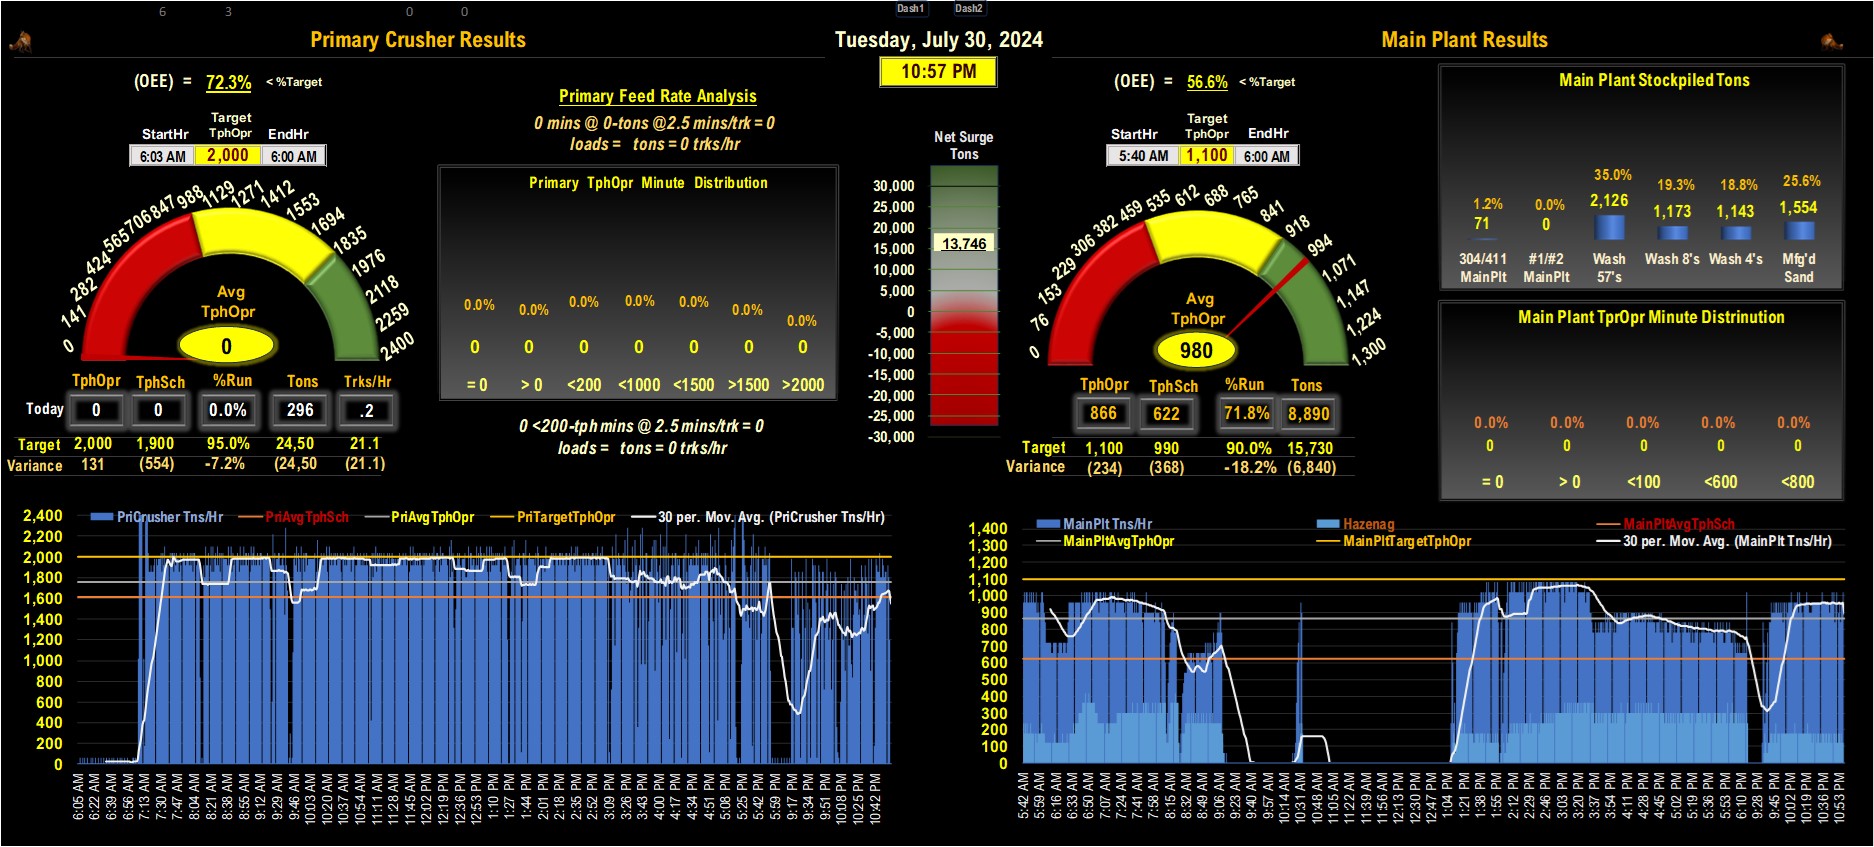 6 3 0 0 Dash1 Dash2
Primary Crusher Results
Tuesday, July 30, 2024
Main Plant Results
10:57 PM
(OEE) = 72.3% < %Target
StartHr Target TphOpr EndHr
6:03 AM 2,000 6:00 AM
0 141 282 424 565 706 847 988 1129 1271 1412 1553 1694 1835 1976 2118 2259 2400
Avg
TphOpr
0
TphOpr TphSch %Run Tons Trks/Hr
Today 0 0 0.0% 296 .2
Target 2,000 1,900 95.0% 24,50 21.1
Variance 131 (554) -7.2% (24,50 (21.1)
Primary Feed Rate Analysis
0 mins @ 0-tons @2.5 mins/trk = 0
loads = tons = 0 trks/hr
Primary TphOpr Minute Distribution
0.0% 0.0% 0.0% 0.0% 0.0% 0.0% 0.0%
0 0 0 0 0 0 0
= 0 > 0 <200 <1000 <1500 >1500 >2000
0 <200-tph mins @ 2.5 mins/trk = 0
loads = tons = 0 trks/hr
Net Surge
Tons
30,000
25,000
20,000
15,000
13,746
10,000
5,000
0
-5,000
-10,000
-15,000
-20,000
-25,000
-30,000
(OEE) = 56.6% < %Target
StartHr Target TphOpr EndHr
5:40 AM 1,100 6:00 AM
0 76 153 229 306 382 459 535 612 688 765 841 918 994 1,071 1,147 1,224 1,300
Avg
TphOpr
980
TphOpr TphSch %Run Tons
866 622 71.8% 8,890
Target 1,100 990 90.0% 15,730
Variance (234) (368) -18.2% (6,840)
Main Plant Stockpiled Tons
1.2% 0.0% 35.0% 19.3% 18.8% 25.6%
71 0 2,126 1,173 1,143 1,554
304/411 #1/#2 Wash Wash 8's Wash 4's Mfg'd
MainPlt MainPlt 57's Sand
Main Plant TprOpr Minute Distrinution
0.0% 0.0% 0.0% 0.0% 0.0%
0 0 0 0 0
= 0 > 0 <100 <600 <800
PriCrusher Tns/Hr PriAvgTphSch PriAvgTphOpr PriTargetTphOpr 30 per. Mov. Avg. (PriCrusher Tns/Hr)
2,400
2,200
2,000
1,800
1,600
1,400
1,200
1,000
800
600
400
200
0
6:05 AM 6:22 AM 6:39 AM 6:56 AM 7:13 AM 7:30 AM 7:47 AM 8:04 AM 8:21 AM 8:38 AM 8:55 AM 9:12 AM 9:29 AM 9:46 AM 10:03 AM 10:20 AM 10:37 AM 10:54 AM 11:11 AM 11:28 AM 11:45 AM 12:02 PM 12:19 PM 12:36 PM 12:53 PM 1:10 PM 1:27 PM 1:44 PM 2:01 PM 2:18 PM 2:35 PM 2:52 PM 3:09 PM 3:26 PM 3:43 PM 4:00 PM 4:17 PM 4:34 PM 4:51 PM 5:08 PM 5:25 PM 5:42 PM 5:59 PM 9:17 PM 9:34 PM 9:51 PM 10:08 PM 10:25 PM 10:42 PM
MainPlt Tns/Hr Hazenag MainPltAvgTphSch
MainPltAvgTphOpr MainPltTargetTphOpr 30 per. Mov. Avg. (MainPlt Tns/Hr)
1,400
1,300
1,200
1,100
1,000
900
800
700
600
500
400
300
200
100
0
5:42 AM 5:59 AM 6:16 AM 6:33 AM 6:50 AM 7:07 AM 7:24 AM 7:41 AM 7:58 AM 8:15 AM 8:32 AM 8:49 AM 9:06 AM 9:23 AM 9:40 AM 9:57 AM 10:14 AM 10:31 AM 10:48 AM 11:05 AM 11:22 AM 11:39 AM 11:56 AM 12:13 PM 12:30 PM 12:47 PM 1:04 PM 1:21 PM 1:38 PM 1:55 PM 2:12 PM 2:29 PM 2:46 PM 3:03 PM 3:20 PM 3:37 PM 3:54 PM 4:11 PM 4:28 PM 4:45 PM 5:02 PM 5:19 PM 5:36 PM 5:53 PM 6:10 PM 9:28 PM 9:45 PM 10:02 PM 10:19 PM 10:36 PM 10:53 PM